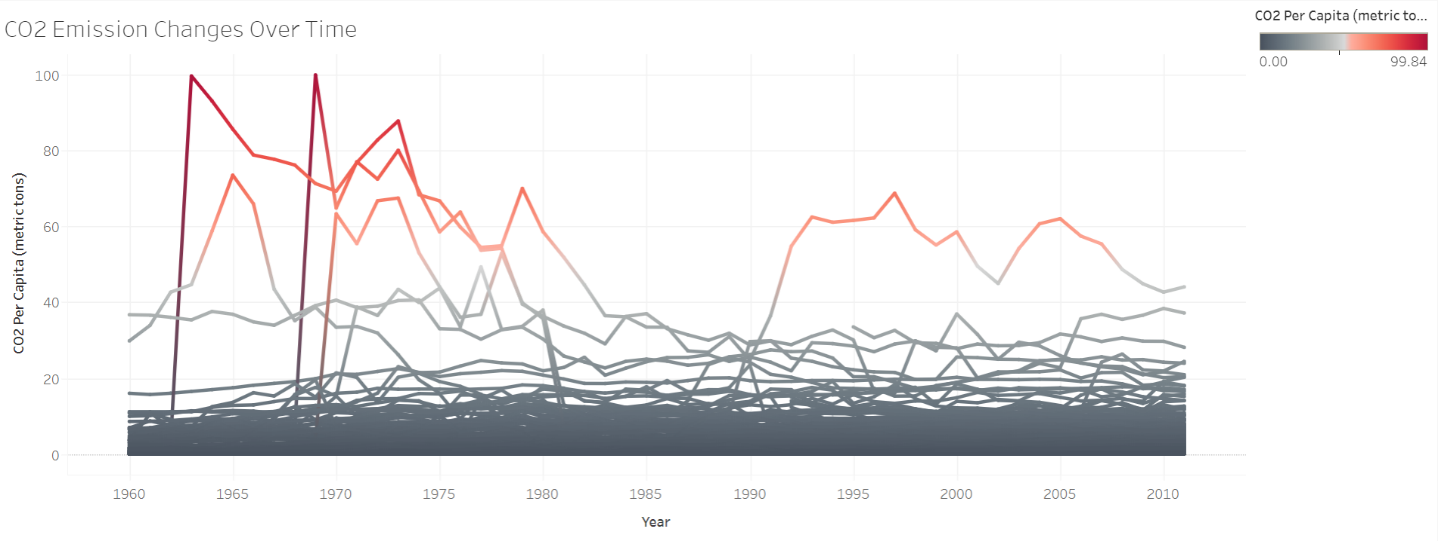 CO2 Emission Changes Over Time
CO2 Per Capita (metric to...
0.00 99.84
CO2 Per Capita (metric tons)
100
80
60
40
20
0
1960 1965 1970 1975 1980 1985 1990 1995 2000 2005 2010
Year